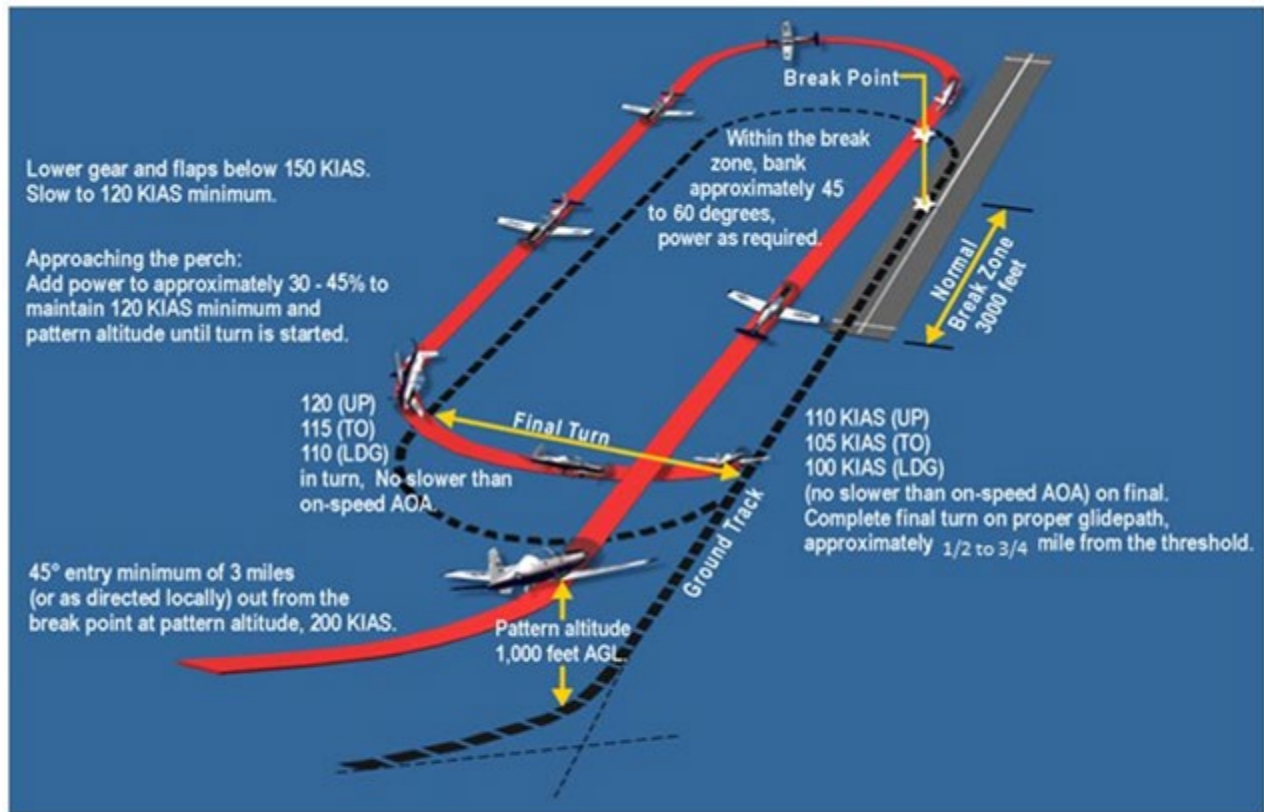 Break Point
Within the break
zone, bank
approximately 45
to 60 degrees,
power as required.
Lower gear and flaps below 150 KIAS.
Slow to 120 KIAS minimum.
Approaching the perch:
Add power to approximately 30 - 45% to
maintain 120 KIAS minimum and
pattern altitude until turn is started.
Normal
Break Zone
3000 feet
120 (UP)
115 (TO)
110 (LDG)
in turn, No slower than
on-speed AOA.
Final Turn
110 KIAS (UP)
105 KIAS (TO)
100 KIAS (LDG)
(no slower than on-speed AOA) on final.
Complete final turn on proper glidepath,
approximately 1/2 to 3/4 mile from the threshold.
Ground Track
45° entry minimum of 3 miles
(or as directed locally) out from the
break point at pattern altitude, 200 KIAS.
Pattern altitude
1,000 feet AGL.